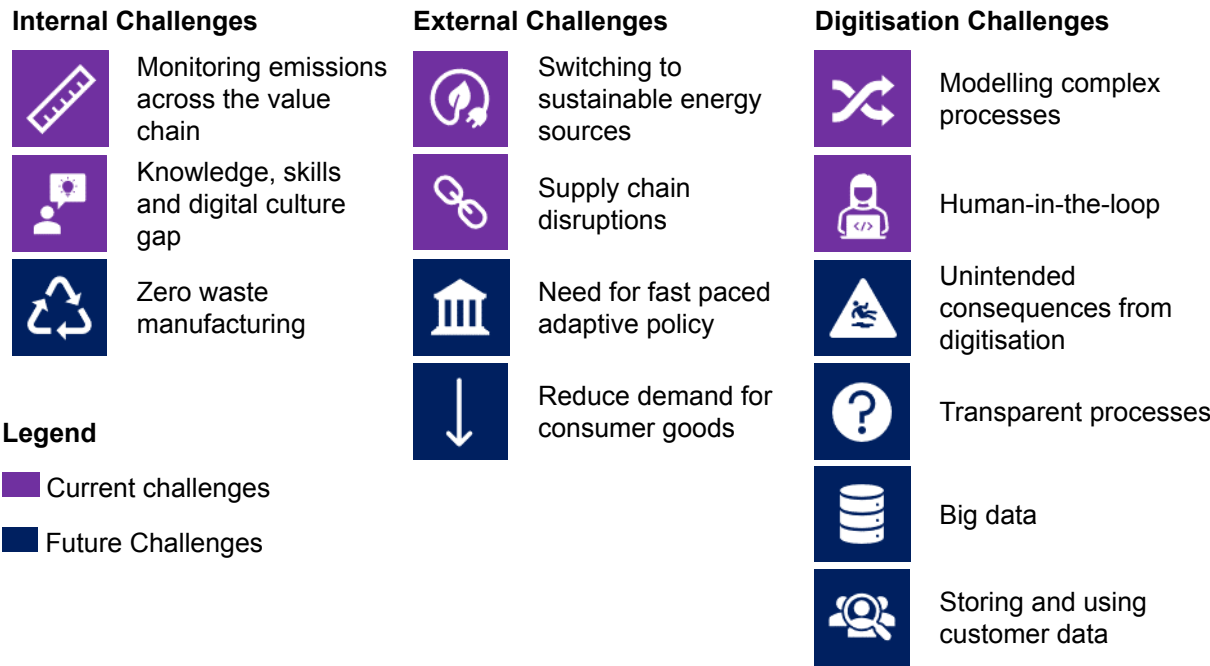 Internal Challenges
Monitoring emissions
across the value
chain
Knowledge, skills
and digital culture
gap
Zero waste
manufacturing
Legend
Current challenges
Future Challenges
External Challenges
Switching to
sustainable energy
sources
Supply chain
disruptions
Need for fast paced
adaptive policy
Reduce demand for
consumer goods
Digitisation Challenges
Modelling complex
processes
</>
Human-in-the-loop
Unintended
consequences from
digitisation
?
Transparent processes
Big data
Storing and using
customer data